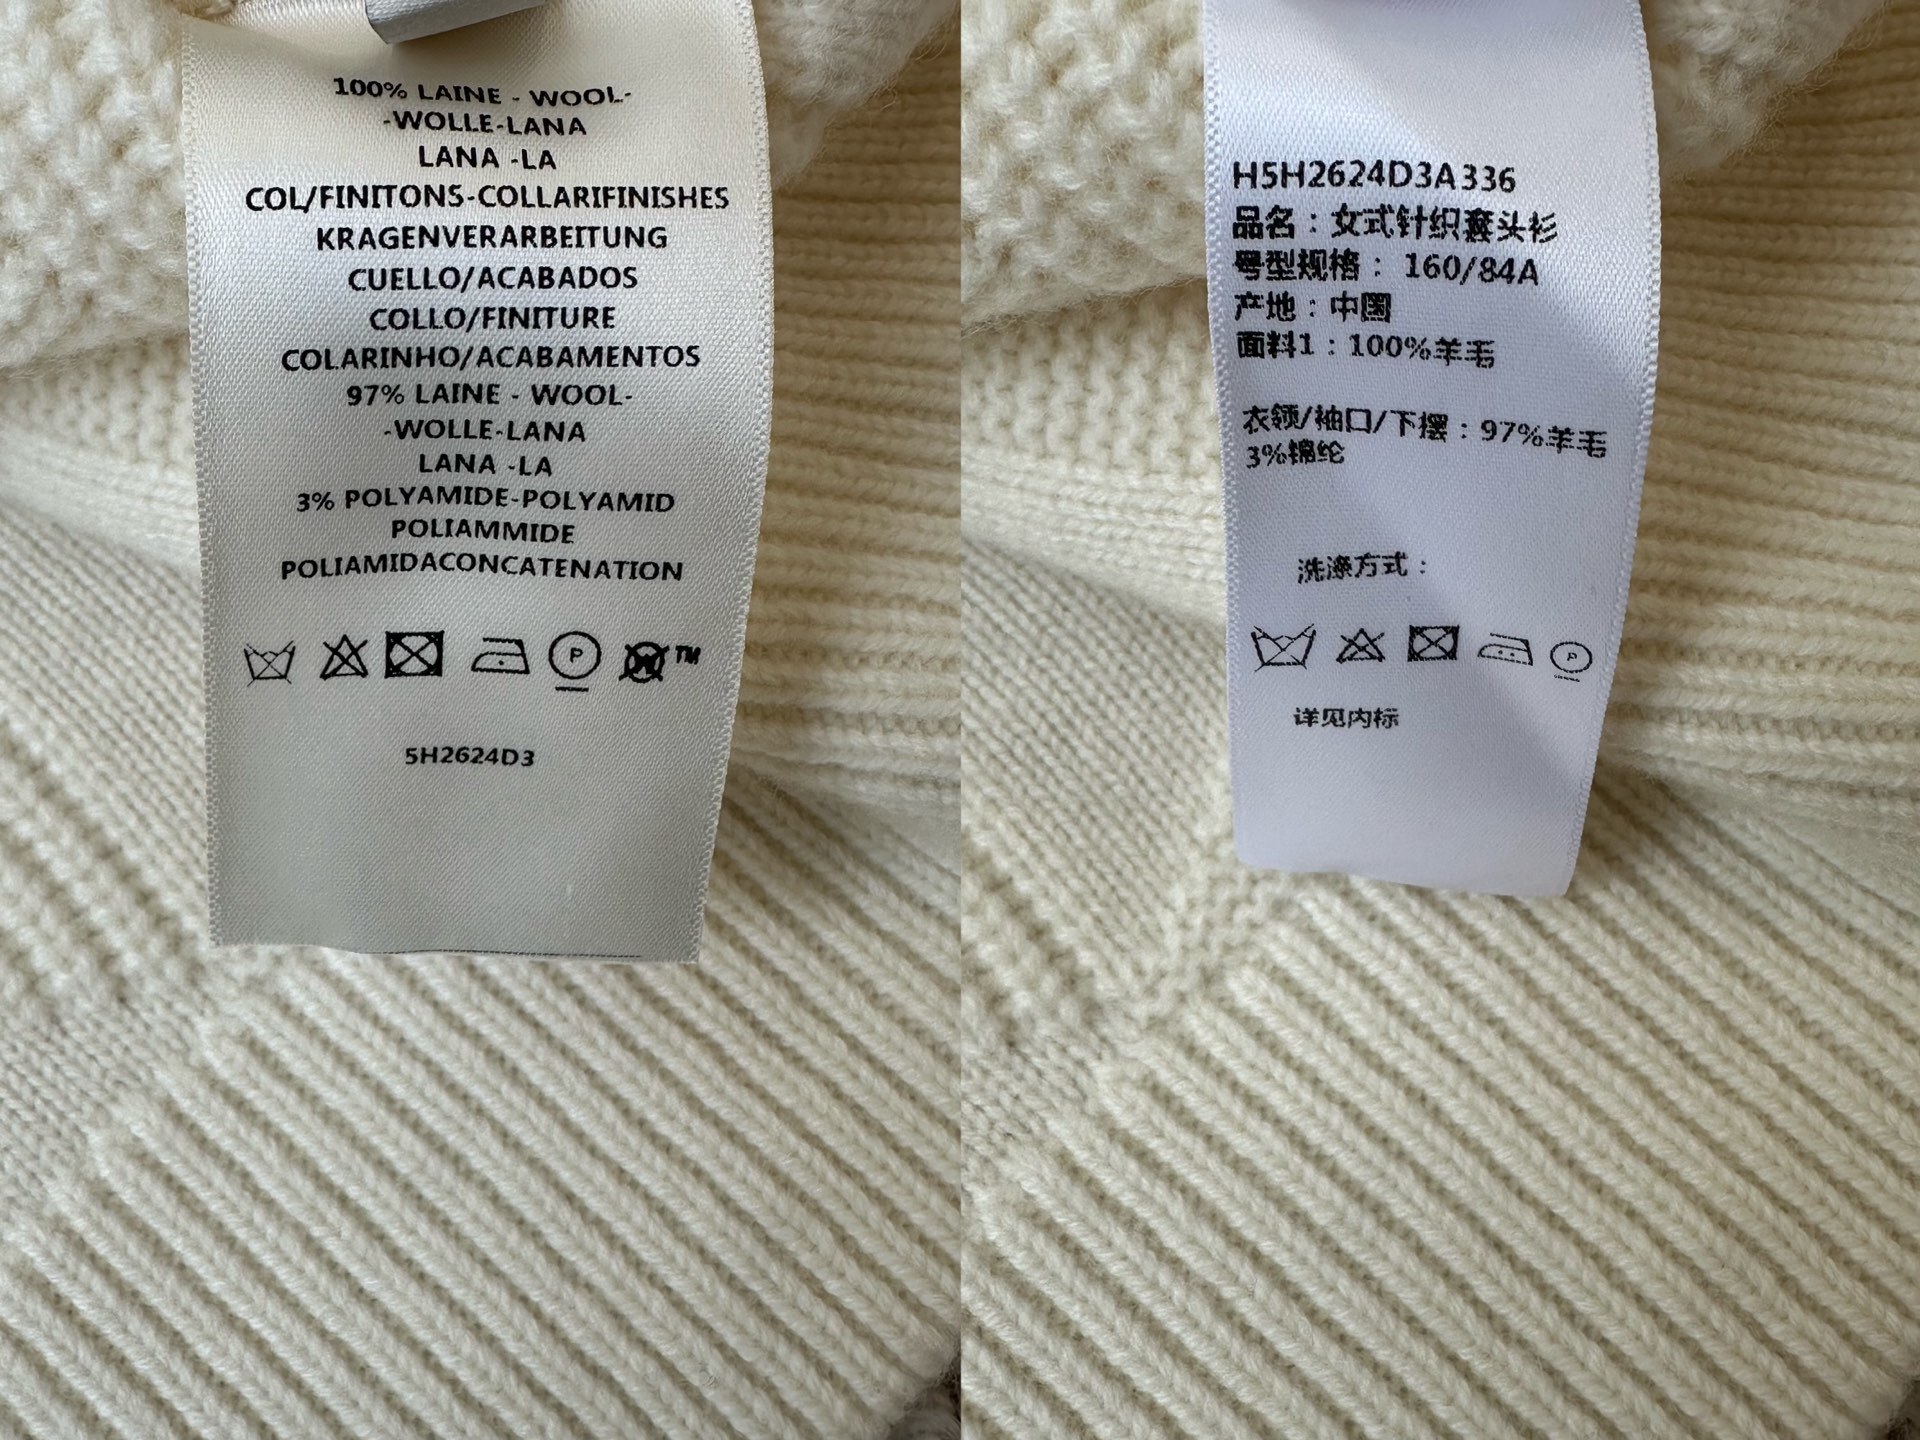 100% LAINE - WOOL-
-WOLLE-LANA
LANA -LA
COL/FINITONS-COLLARIFINISHES
KRAGENVERARBEITUNG
CUELLO/ACABADOS
COLLO/FINITURE
COLARINHO/ACABAMENTOS
97% LAINE - WOOL-
-WOLLE-LANA
LANA -LA
3% POLYAMIDE-POLYAMID
POLIAMMIDE
POLIAMIDACONCATENATION
P W™
5H2624D3
H5H2624D3A336
品名：女式针织套头衫
号型规格： 160/84A
产地：中国
面料1：100%羊毛
衣领/袖口/下摆：97%羊毛
3%锦纶
洗涤方式：
P
详见内标